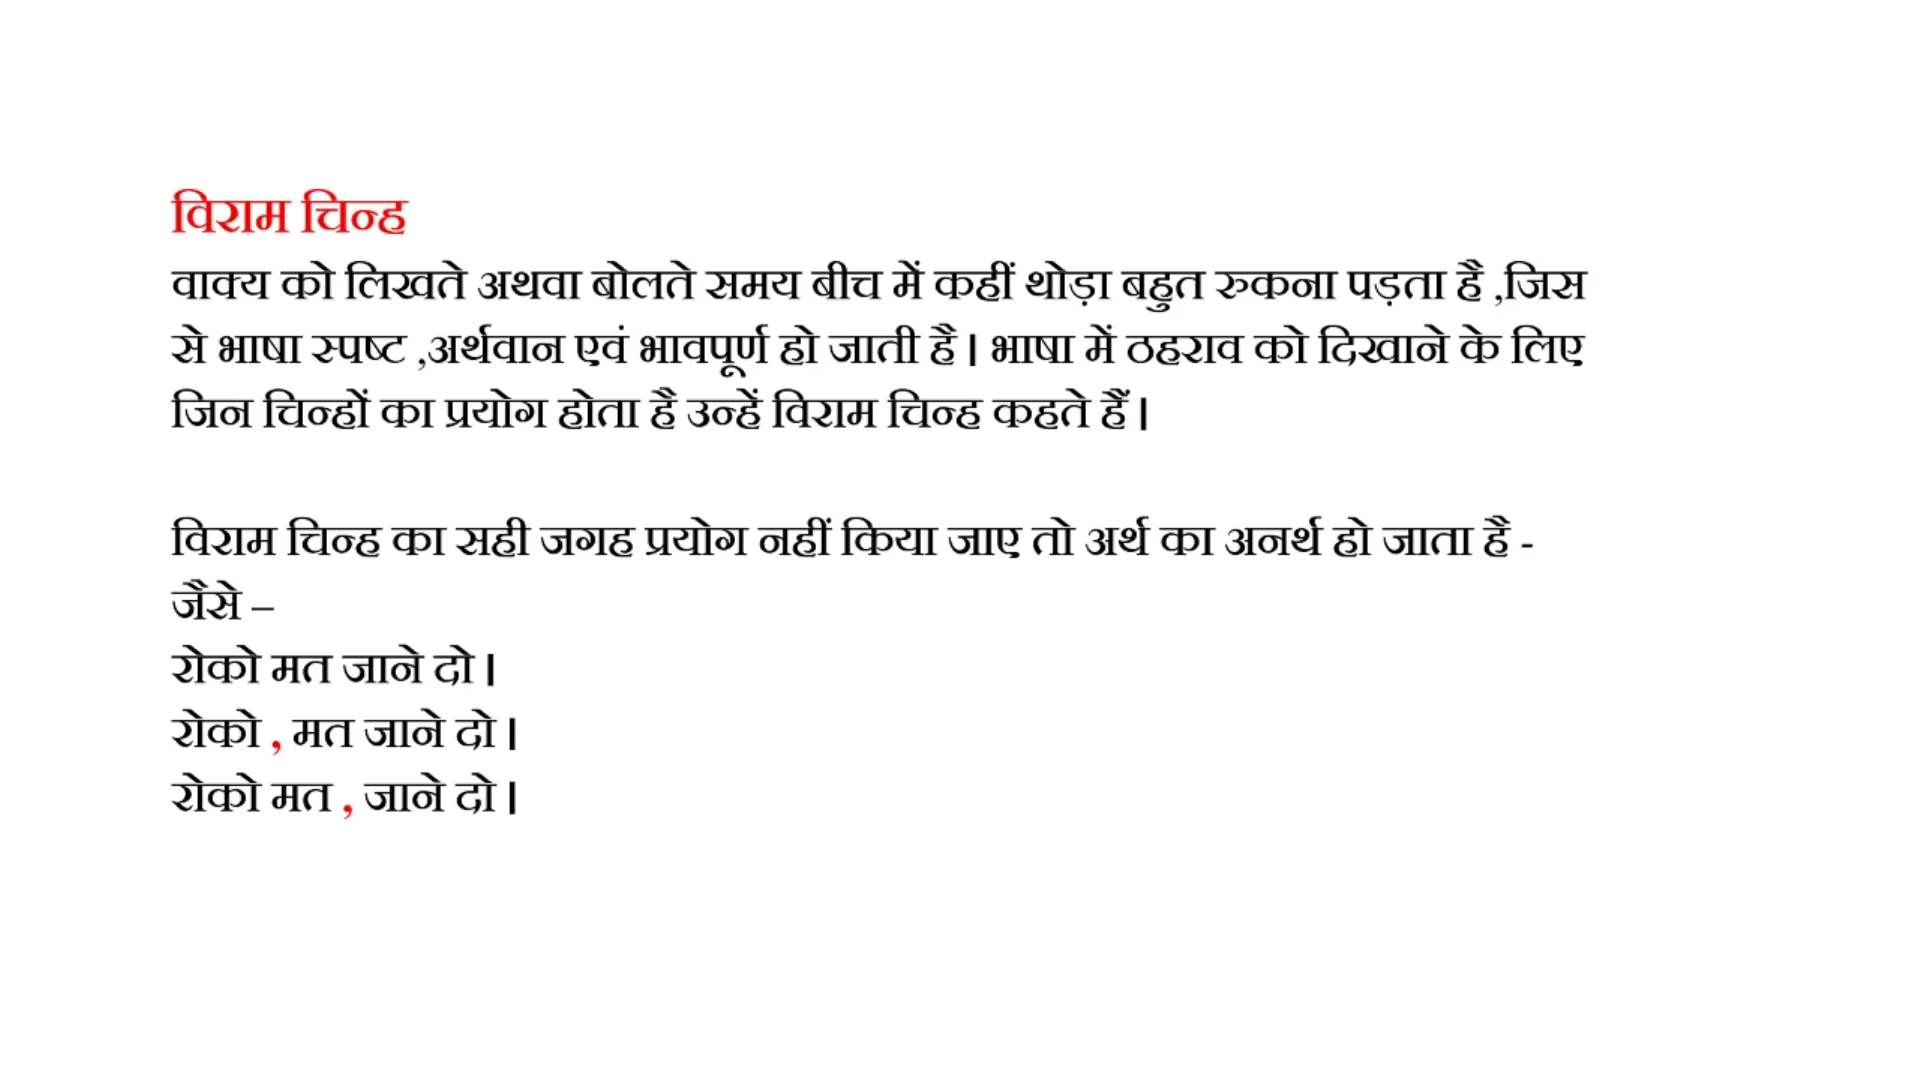 विराम चिन्ह
वाक्य को लिखते अथवा बोलते समय बीच में कहीं थोड़ा बहुत रुकना पड़ता है ,जिस
से भाषा स्पष्ट ,अर्थवान एवं भावपूर्ण हो जाती है । भाषा में ठहराव को दिखाने के लिए
जिन चिन्हों का प्रयोग होता है उन्हें विराम चिन्ह कहते हैं ।
विराम चिन्ह का सही जगह प्रयोग नहीं किया जाए तो अर्थ का अनर्थ हो जाता है -
जैसे –
रोको मत जाने दो ।
रोको , मत जाने दो ।
रोको मत , जाने दो ।